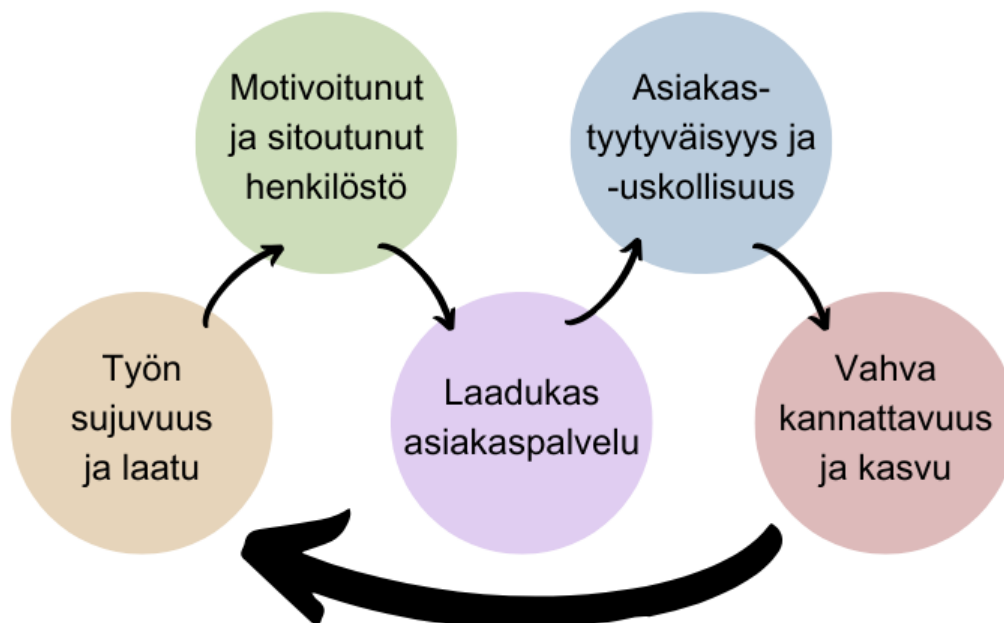 Motivoitunut
ja sitoutunut
henkilöstö
Asiakas-
tyytyväisyys ja
-uskollisuus
Työn
sujuvuus
ja laatu
Laadukas
asiakaspalvelu
Vahva
kannattavuus
ja kasvu